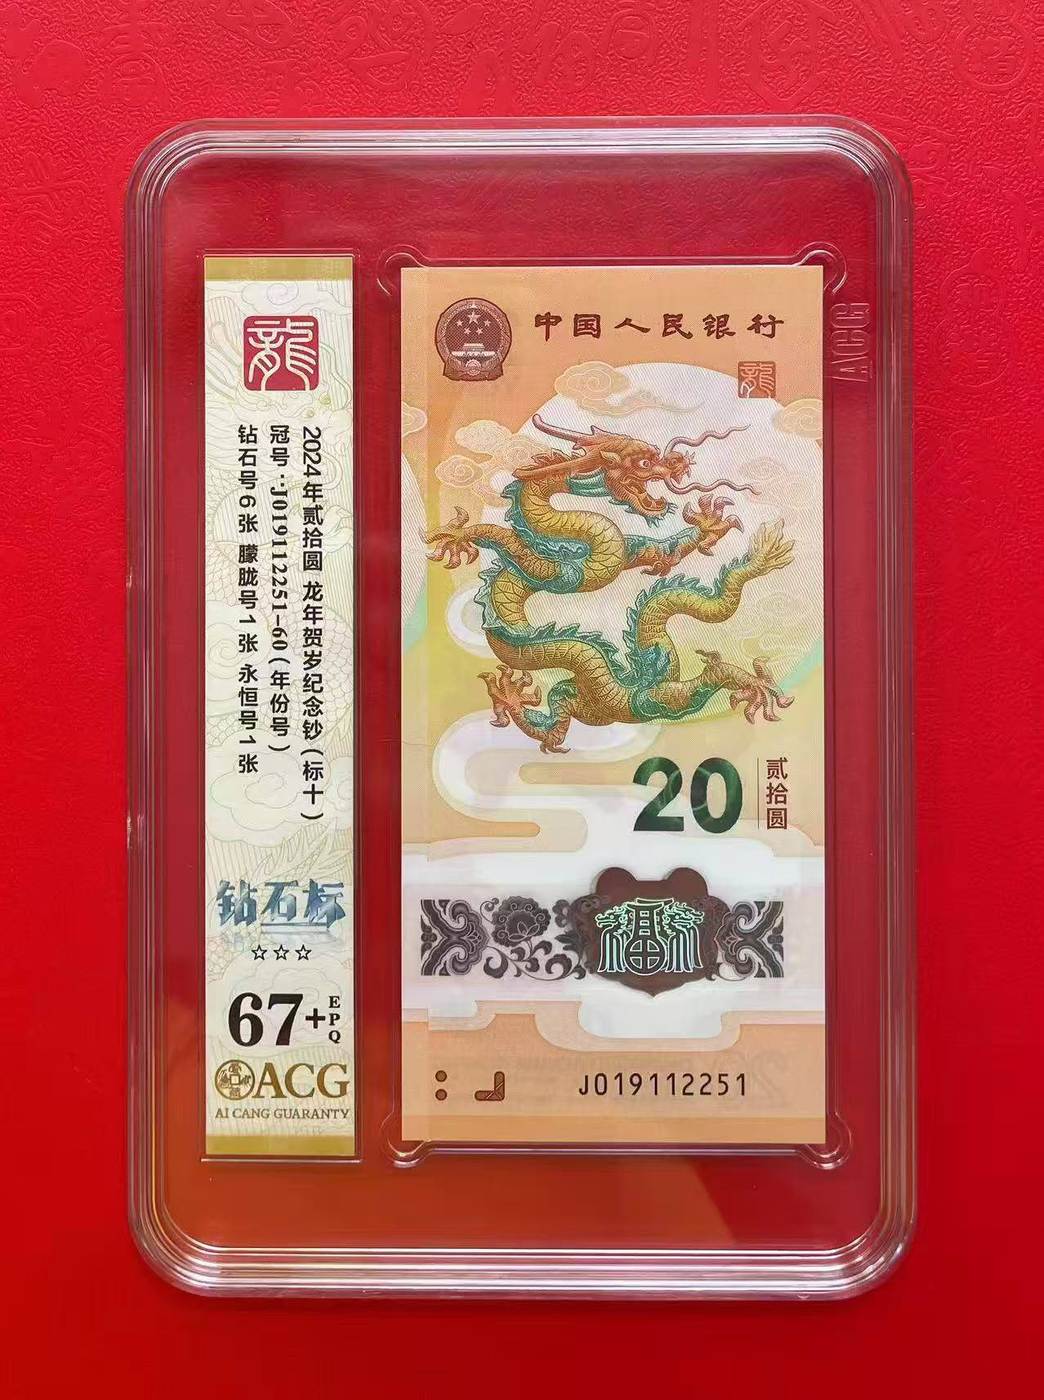 龍
2024年贰拾圆 龙年贺岁纪念钞(标十)
冠号:J019112251-60(年份号)
钻石号6张 朦胧号1张 永恒号1张
钻石标
☆☆☆
67+EPQ
ACG
AI CANG GUARANTY
中国人民银行
龍
20
贰拾圆
福
J019112251
ACG